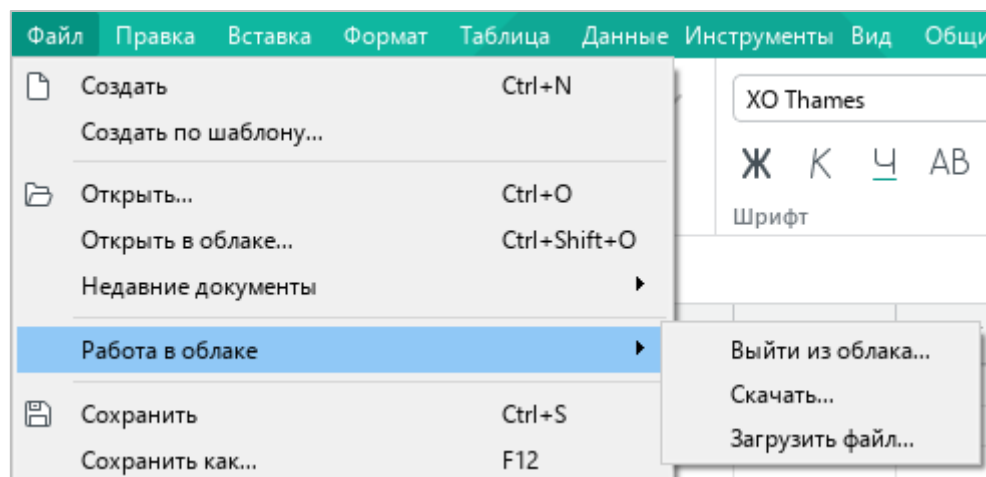 Файл Правка Вставка Формат Таблица Данные Инструменты Вид
Создать Ctrl+N
Создать по шаблону...
Открыть... Ctrl+O
Открыть в облаке... Ctrl+Shift+O
Недавние документы
Работа в облаке
Сохранить Ctrl+S
Сохранить как... F12
XO Thames
Ж К Ч АВ
Шрифт
Выйти из облака...
Скачать...
Загрузить файл...